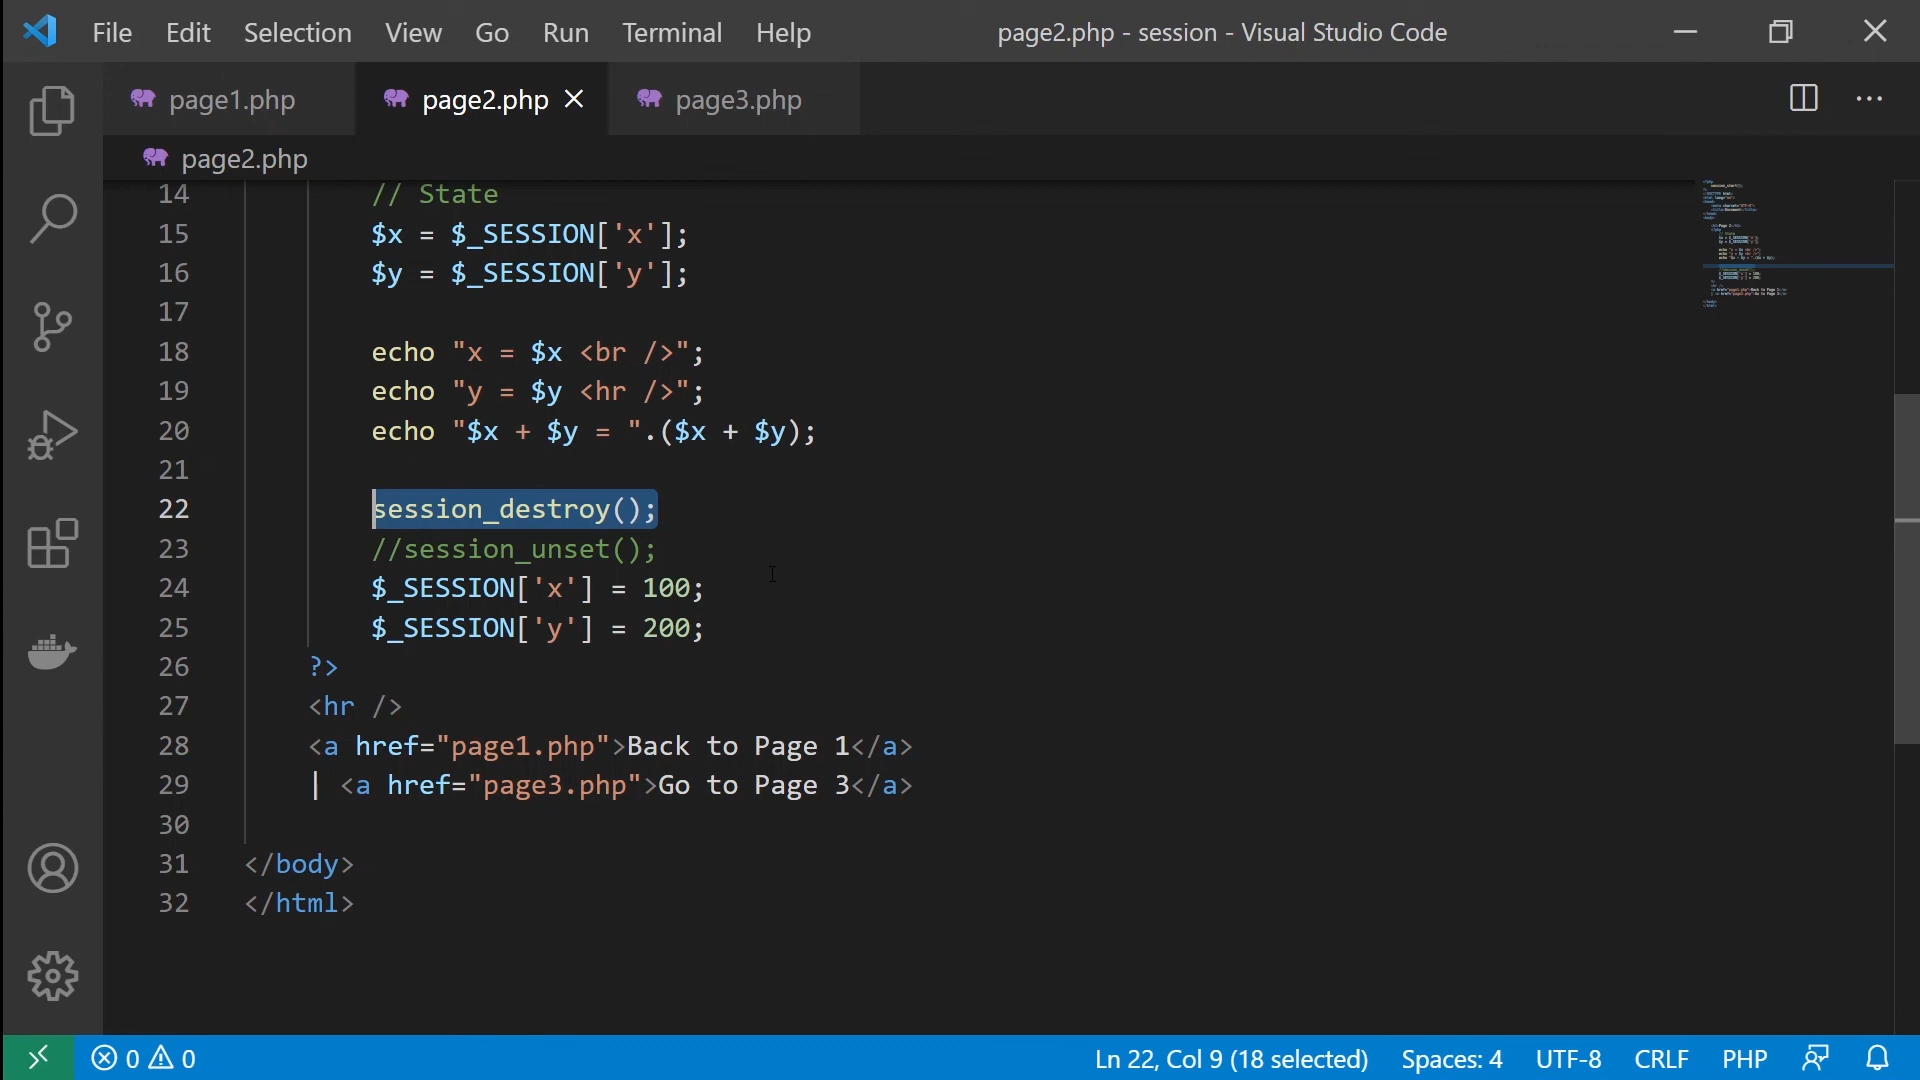 File Edit Selection View Go Run Terminal Help page2.php - session - Visual Studio Code
page1.php page2.php page3.php
page2.php
14 // State
15 $x = $_SESSION['x'];
16 $y = $_SESSION['y'];
17
18 echo "x = $x <br />";
19 echo "y = $y <hr />";
20 echo "$x + $y = ".($x + $y);
21
22 session_destroy();
23 //session_unset();
24 $_SESSION['x'] = 100;
25 $_SESSION['y'] = 200;
26 ?>
27 <hr />
28 <a href="page1.php">Back to Page 1</a>
29 | <a href="page3.php">Go to Page 3</a>
30
31 </body>
32 </html>
0 0 Ln 22, Col 9 (18 selected) Spaces: 4 UTF-8 CRLF PHP